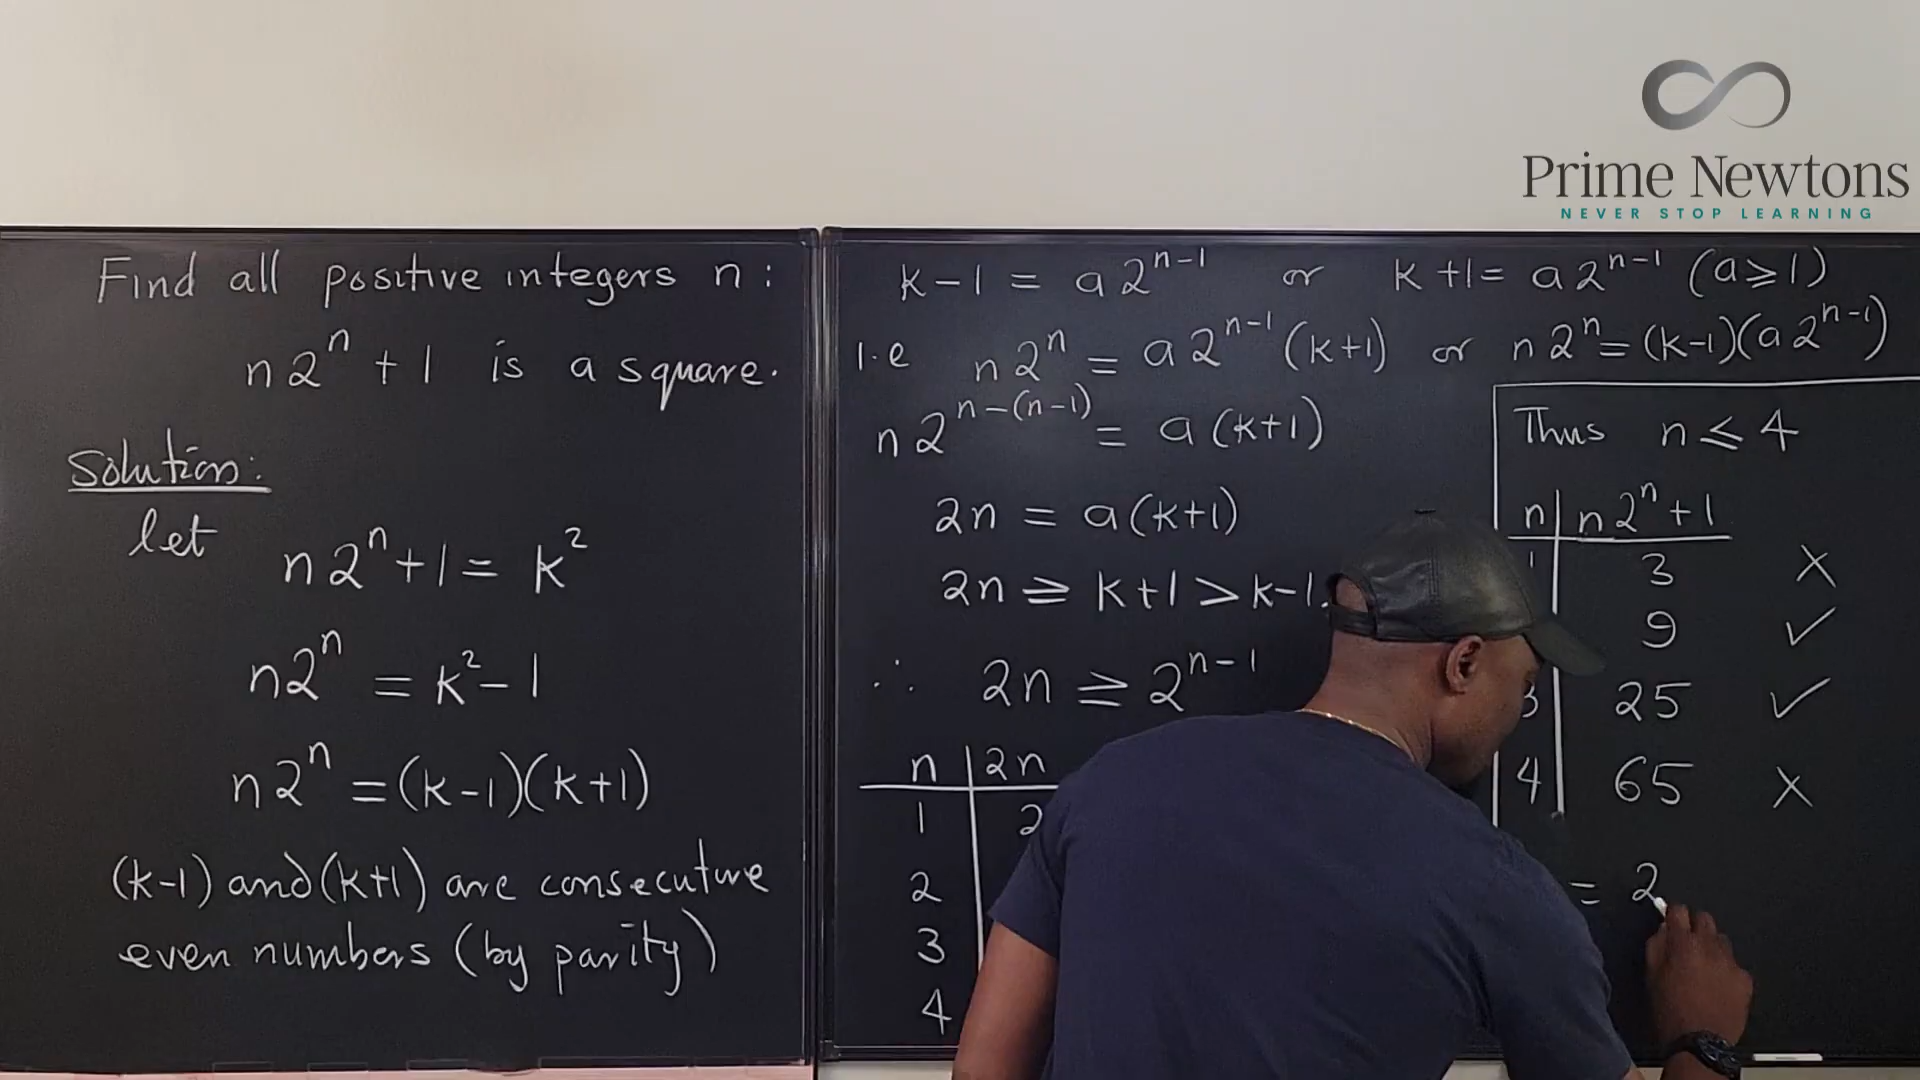 Prime Newtons
NEVER STOP LEARNING
Find all positive integers n :
n2ⁿ + 1 is a square.
Solution:
let
n2ⁿ + 1 = k²
n2ⁿ = k² - 1
n2ⁿ = (k-1)(k+1)
(k-1) and (k+1) are consecutive
even numbers (by parity)
k - 1 = a2ⁿ⁻¹ or k + 1 = a2ⁿ⁻¹ (a ⩾ 1)
1.e n2ⁿ = a2ⁿ⁻¹(k+1) or n2ⁿ = (k-1)(a2ⁿ⁻¹)
n2ⁿ⁻⁽ⁿ⁻¹⁾ = a(k+1)
2n = a(k+1)
2n ≥ k+1 > k-1.
∴ 2n ≥ 2ⁿ⁻¹
n | 2n
1 | 2
2
3
4
Thus n ⩽ 4
n | n2ⁿ + 1
1 | 3 ×
9 ✓
3 | 25 ✓
4 | 65 ×
= 2